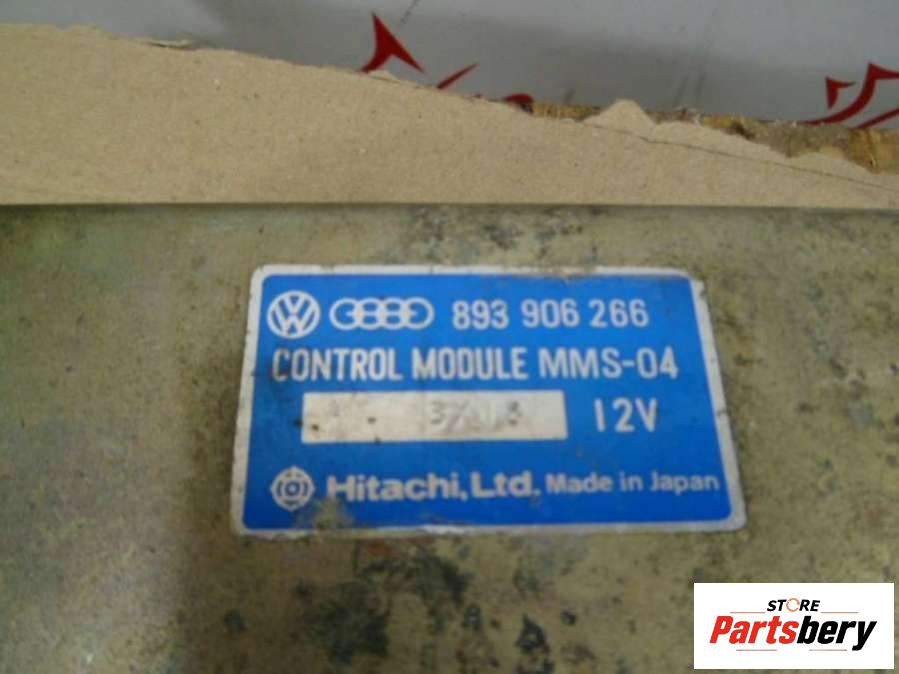 893 906 266
CONTROL MODULE MMS-04
12V
Hitachi, Ltd. Made in Japan
STORE
Partsbery